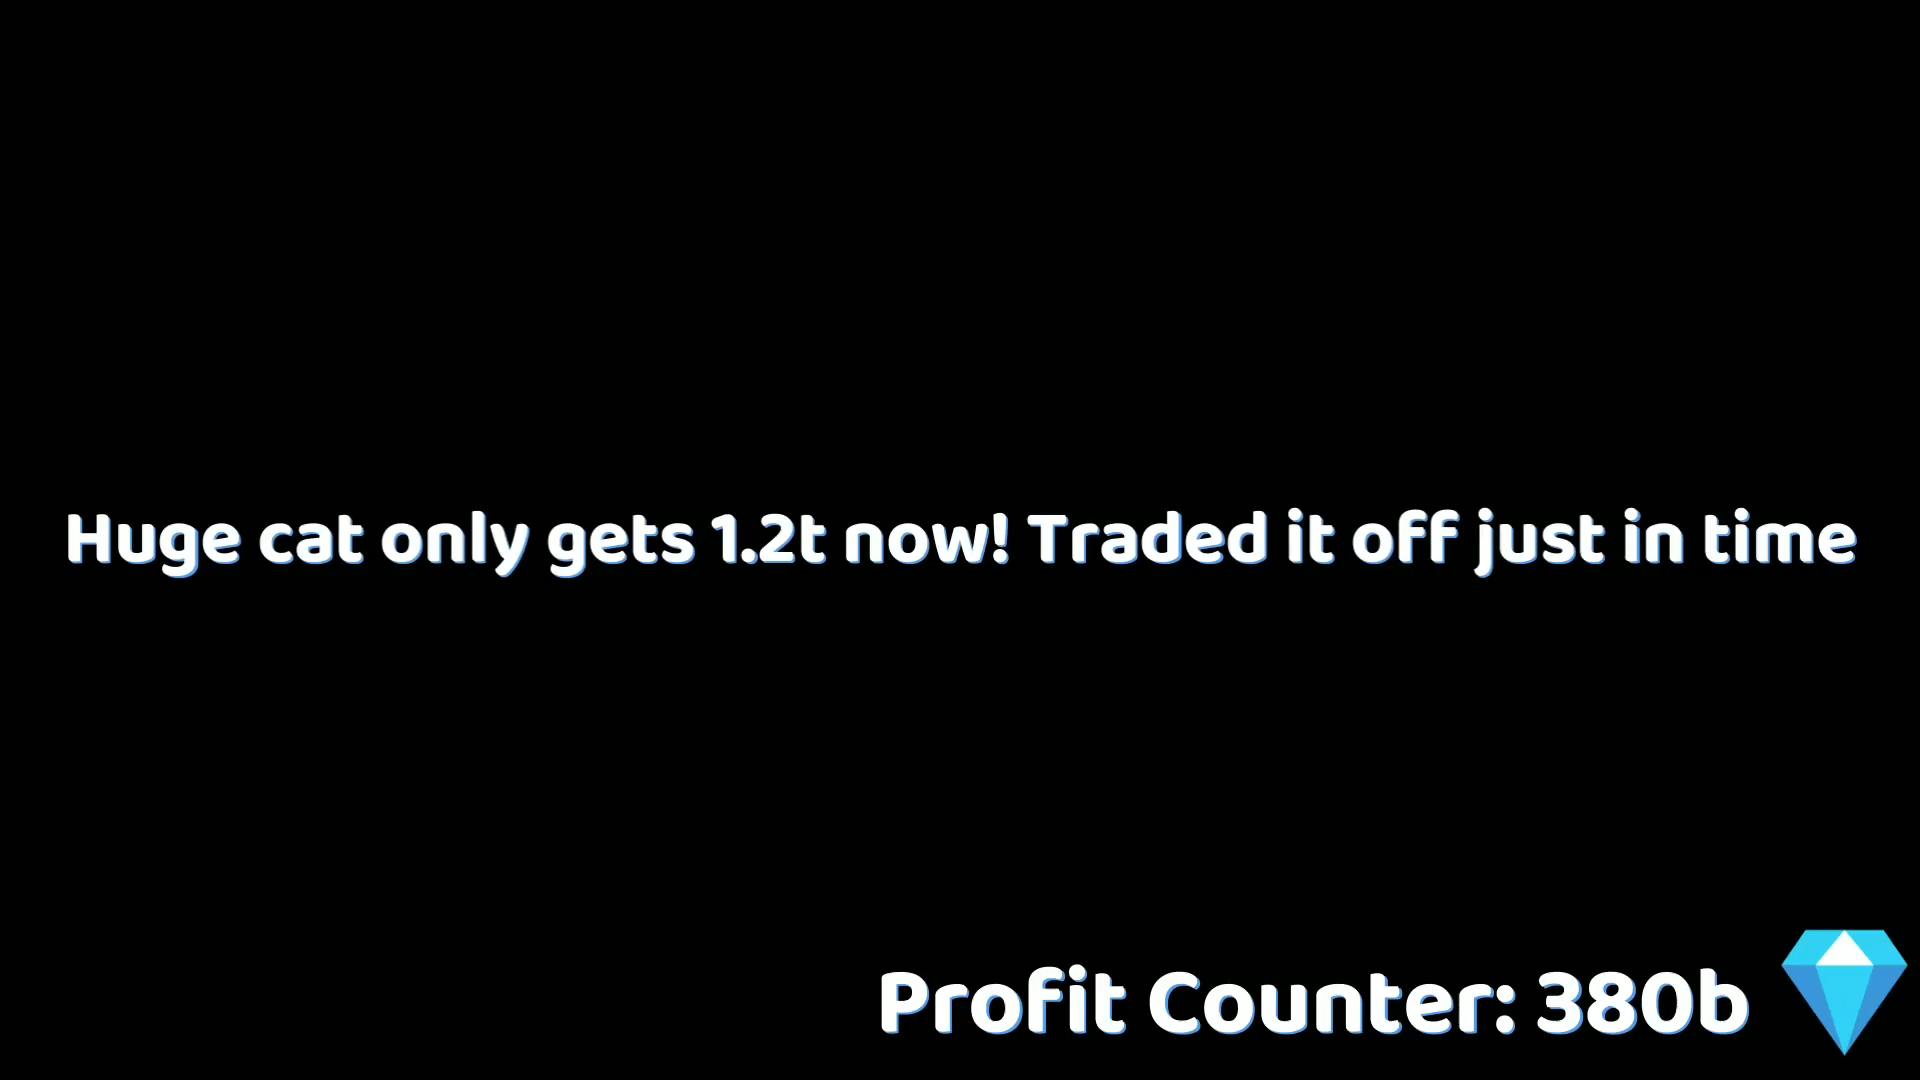 Huge cat only gets 1.2t now! Traded it off just in time
Profit Counter: 380b